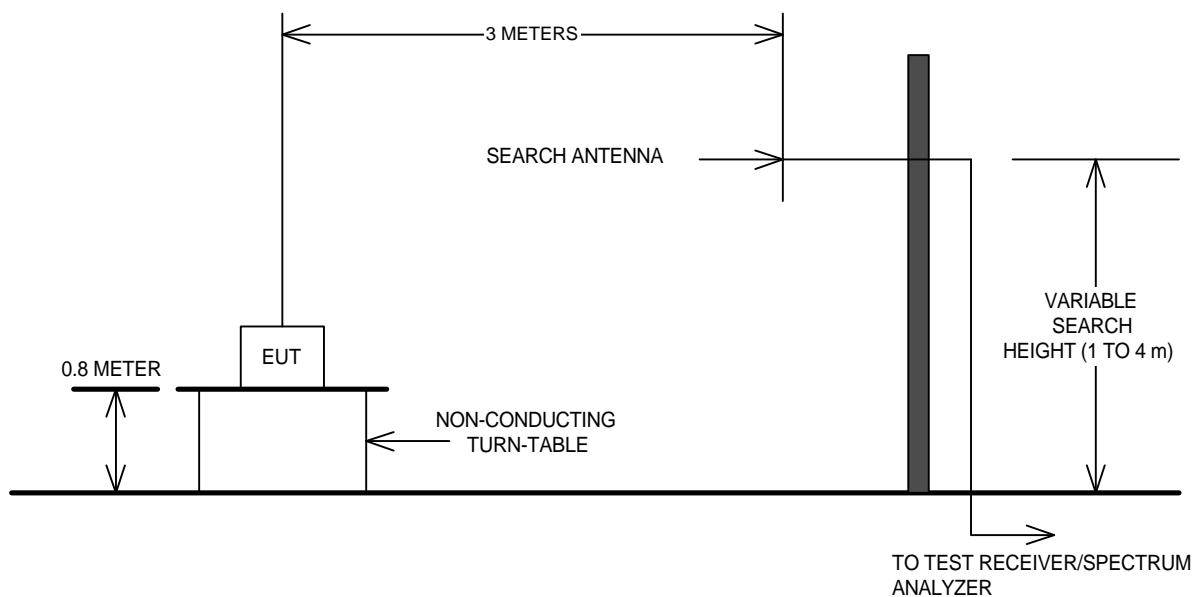 3 METERS
SEARCH ANTENNA
VARIABLE
SEARCH
HEIGHT (1 TO 4 m)
EUT
0.8 METER
NON-CONDUCTING
TURN-TABLE
TO TEST RECEIVER/SPECTRUM
ANALYZER